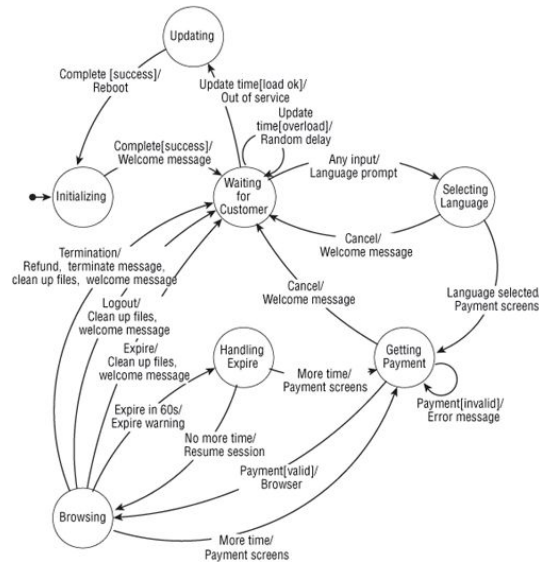 Updating
Complete [success]/
Reboot
Update time[load ok]/
Out of service
Update
time[overload]/
Random delay
Complete[success]/
Welcome message
Any input/
Language prompt
Initializing
Waiting
for
Customer
Selecting
Language
Cancel/
Welcome message
Termination/
Refund, terminate message,
clean up files, welcome message
Cancel/
Welcome message
Language selected/
Payment screens
Logout/
Clean up files,
welcome message
Expire/
Clean up files,
welcome message
Handling
Expire
Getting
Payment
More time/
Payment screens
Payment[invalid]/
Error message
Expire in 60s/
Expire warning
No more time/
Resume session
Payment[valid]/
Browser
Browsing
More time/
Payment screens